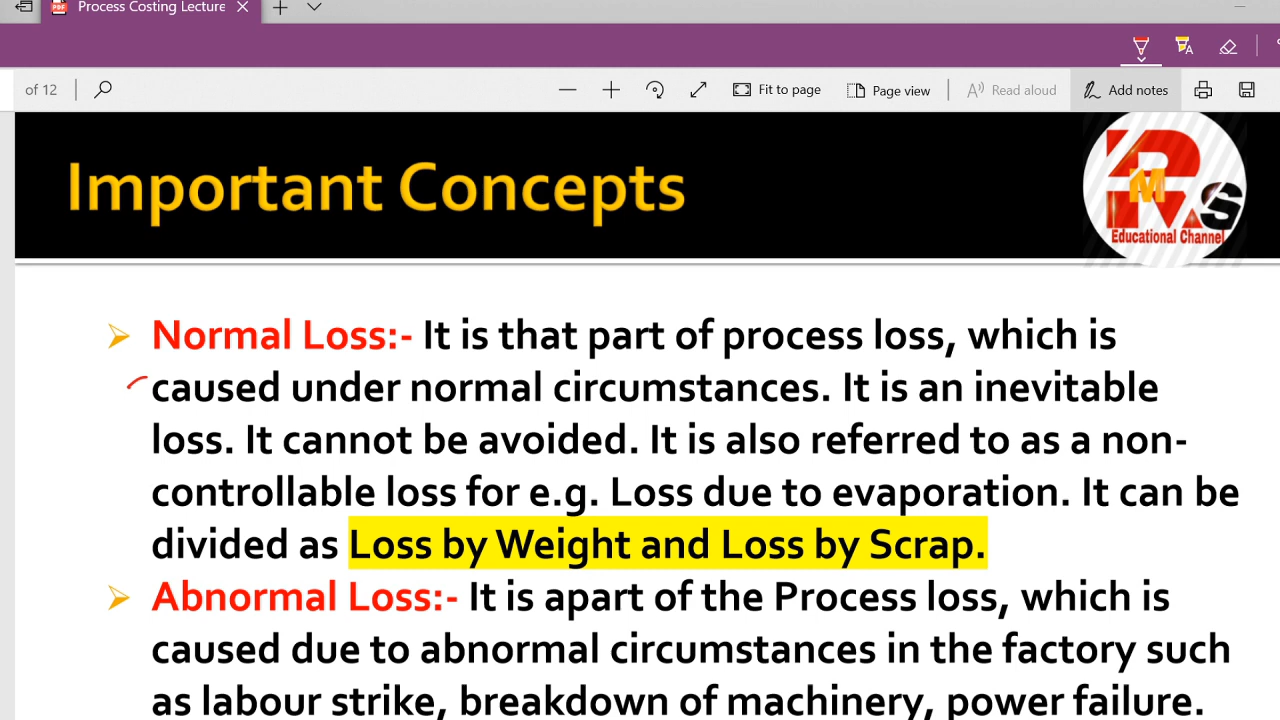 Process Costing Lecture
of 12
Fit to page
Page view
Read aloud
Add notes
Important Concepts
RMS
Educational Channel
Normal Loss:- It is that part of process loss, which is
caused under normal circumstances. It is an inevitable
loss. It cannot be avoided. It is also referred to as a non-
controllable loss for e.g. Loss due to evaporation. It can be
divided as Loss by Weight and Loss by Scrap.
Abnormal Loss:- It is apart of the Process loss, which is
caused due to abnormal circumstances in the factory such
as labour strike, breakdown of machinery, power failure.